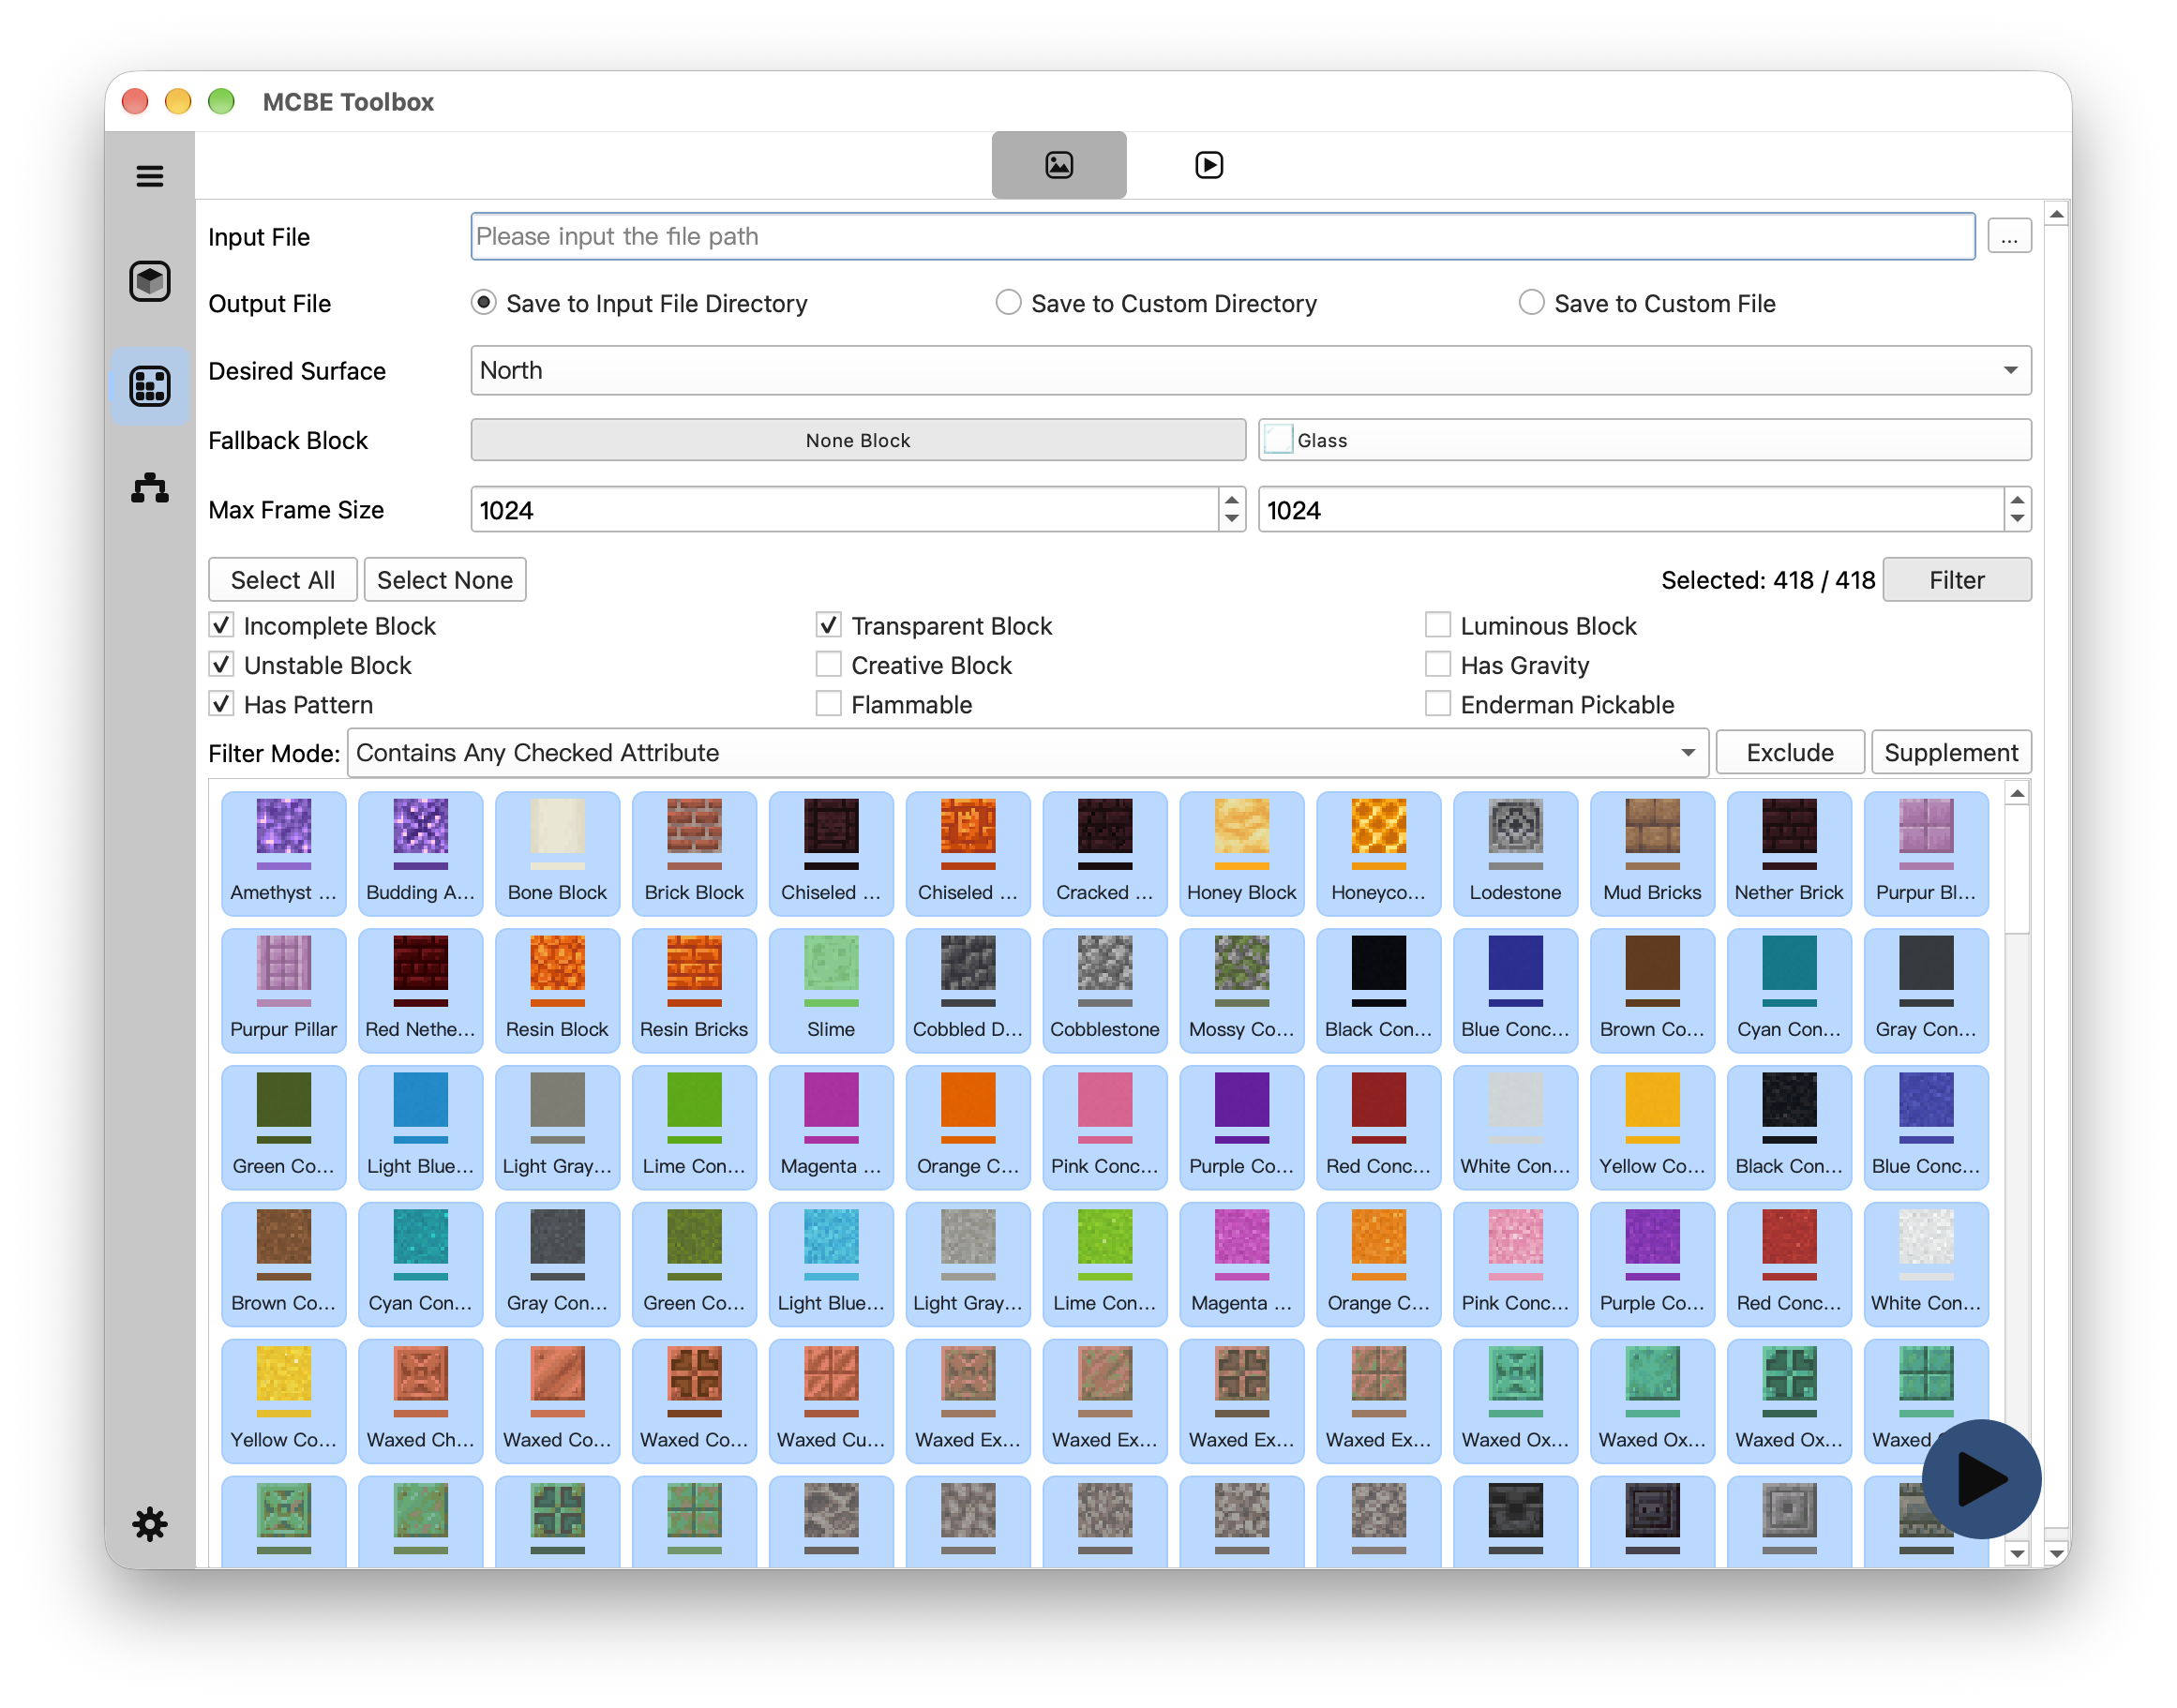 MCBE Toolbox
Input File
Please input the file path
...
Output File
Save to Input File Directory
Save to Custom Directory
Save to Custom File
Desired Surface
North
Fallback Block
None Block
Glass
Max Frame Size
1024
1024
Select All
Select None
Selected: 418 / 418
Filter
Incomplete Block
Transparent Block
Luminous Block
Unstable Block
Creative Block
Has Gravity
Has Pattern
Flammable
Enderman Pickable
Filter Mode:
Contains Any Checked Attribute
Exclude
Supplement
Amethyst ...
Budding A...
Bone Block
Brick Block
Chiseled ...
Chiseled ...
Cracked ...
Honey Block
Honeyco...
Lodestone
Mud Bricks
Nether Brick
Purpur Bl...
Purpur Pillar
Red Nethe...
Resin Block
Resin Bricks
Slime
Cobbled D...
Cobblestone
Mossy Co...
Black Con...
Blue Conc...
Brown Co...
Cyan Con...
Gray Con...
Green Co...
Light Blue...
Light Gray...
Lime Con...
Magenta ...
Orange C...
Pink Conc...
Purple Co...
Red Conc...
White Con...
Yellow Co...
Black Con...
Blue Conc...
Brown Co...
Cyan Con...
Gray Con...
Green Co...
Light Blue...
Light Gray...
Lime Con...
Magenta ...
Orange C...
Pink Conc...
Purple Co...
Red Conc...
White Con...
Yellow Co...
Waxed Ch...
Waxed Co...
Waxed Co...
Waxed Cu...
Waxed Ex...
Waxed Ex...
Waxed Ex...
Waxed Ex...
Waxed Ox...
Waxed Ox...
Waxed Ox...
Waxed